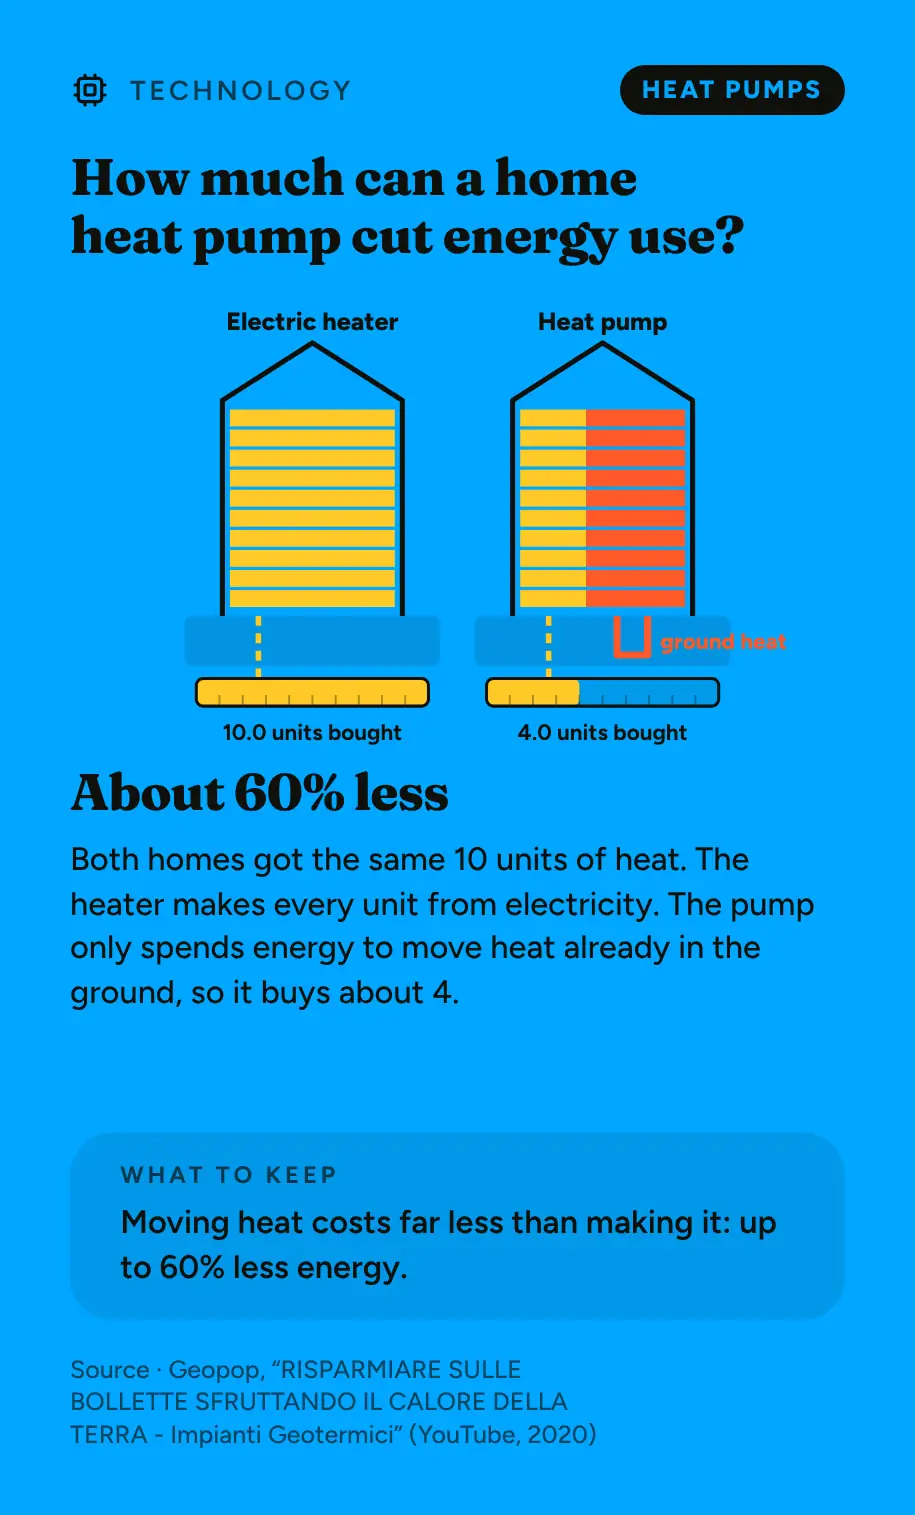 TECHNOLOGY
HEAT PUMPS
How much can a home
heat pump cut energy use?
Electric heater
Heat pump
ground heat
10.0 units bought
4.0 units bought
About 60% less
Both homes got the same 10 units of heat. The
heater makes every unit from electricity. The pump
only spends energy to move heat already in the
ground, so it buys about 4.
WHAT TO KEEP
Moving heat costs far less than making it: up
to 60% less energy.
Source · Geopop, “RISPARMIARE SULLE
BOLLETTE SFRUTTANDO IL CALORE DELLA
TERRA - Impianti Geotermici” (YouTube, 2020)